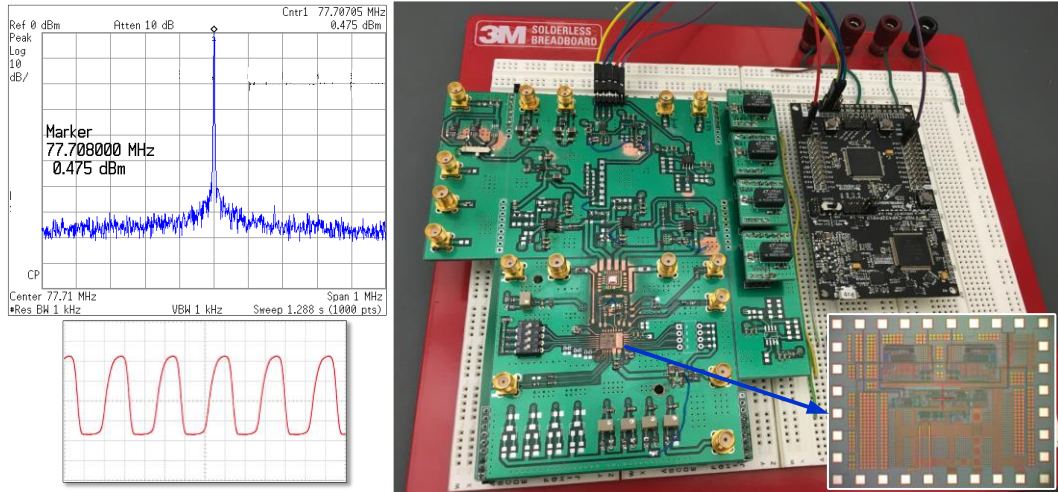 Cntr1 77.70705 MHz
Ref 0 dBm Atten 10 dB 0.475 dBm
Peak
Log
10
dB/
Marker
77.708000 MHz
0.475 dBm
CP
Center 77.71 MHz Span 1 MHz
*Res BW 1 kHz VBW 1 kHz Sweep 1.288 s (1000 pts)
3M SOLDERLESS
BREADBOARD